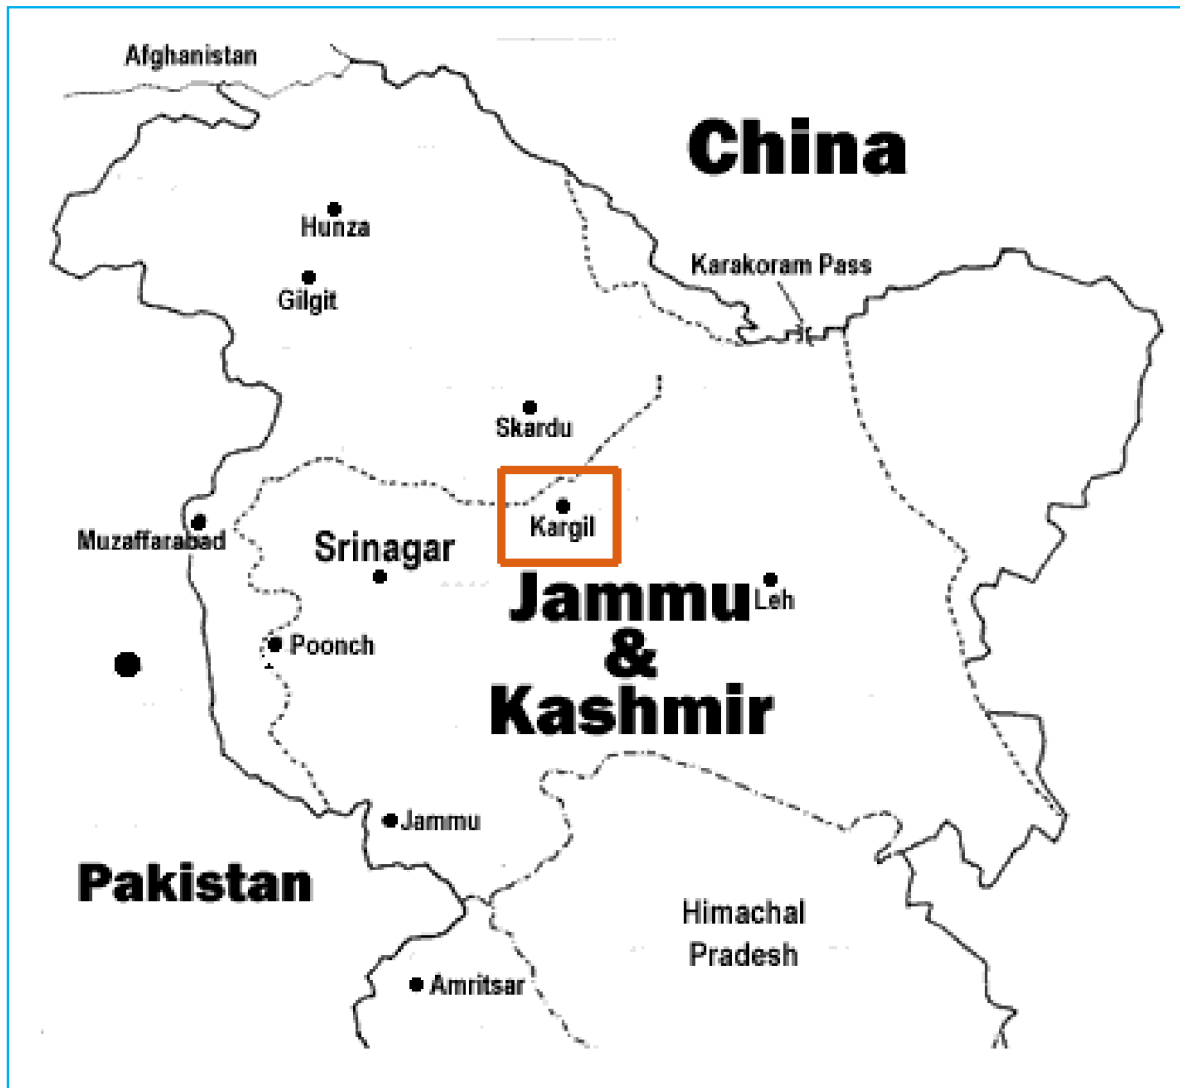 Afghanistan
China
Hunza
Karakoram Pass
Gilgit
Skardu
Kargil
Muzaffarabad
Srinagar
Jammu
&
Kashmir
Leh
Poonch
Jammu
Pakistan
Himachal
Pradesh
Amritsar